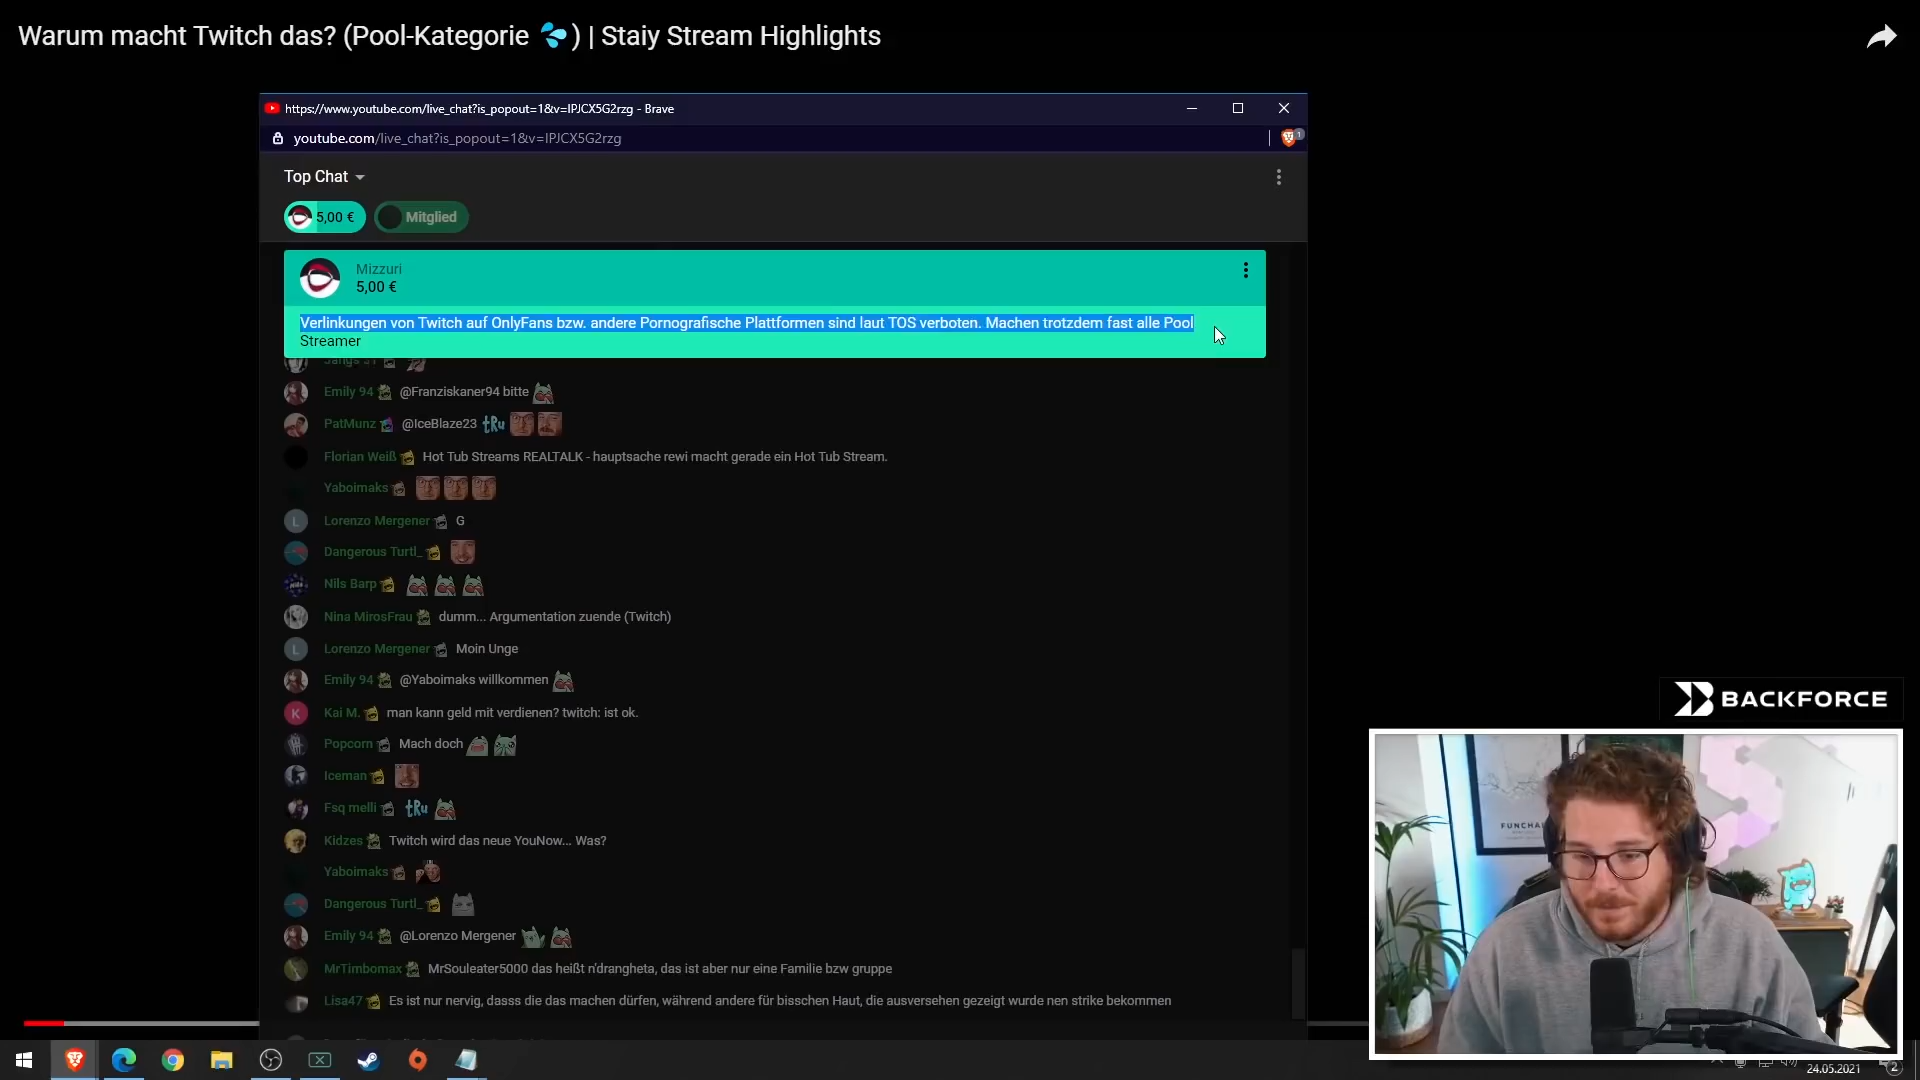 Warum macht Twitch das? (Pool-Kategorie 💦) | Staiy Stream Highlights
https://www.youtube.com/live_chat?is_popout=1&v=IPJCX5G2rzg - Brave
youtube.com/live_chat?is_popout=1&v=IPJCX5G2rzg
1
Top Chat
5,00 €
Mitglied
Mizzuri
5,00 €
Verlinkungen von Twitch auf OnlyFans bzw. andere Pornografische Plattformen sind laut TOS verboten. Machen trotzdem fast alle Pool
Streamer
Emily 94 @Franziskaner94 bitte
PatMunz @IceBlaze23 tRu
Florian Weiß Hot Tub Streams REALTALK - hauptsache rewi macht gerade ein Hot Tub Stream.
Yaboimaks
L Lorenzo Mergener G
Dangerous Turtl_
Nils Barp
Nina MirosFrau dumm... Argumentation zuende (Twitch)
L Lorenzo Mergener Moin Unge
Emily 94 @Yaboimaks willkommen
K Kai M. man kann geld mit verdienen? twitch: ist ok.
Popcorn Mach doch
Iceman
Fsq melli tRu
Kidzes Twitch wird das neue YouNow... Was?
Yaboimaks
Dangerous Turtl_
Emily 94 @Lorenzo Mergener
MrTimbomax MrSouleater5000 das heißt n'drangheta, das ist aber nur eine Familie bzw gruppe
Lisa47 Es ist nur nervig, dasss die das machen dürfen, während andere für bisschen Haut, die ausversehen gezeigt wurde nen strike bekommen
BACKFORCE
FUNCHA
24.05.2021
2